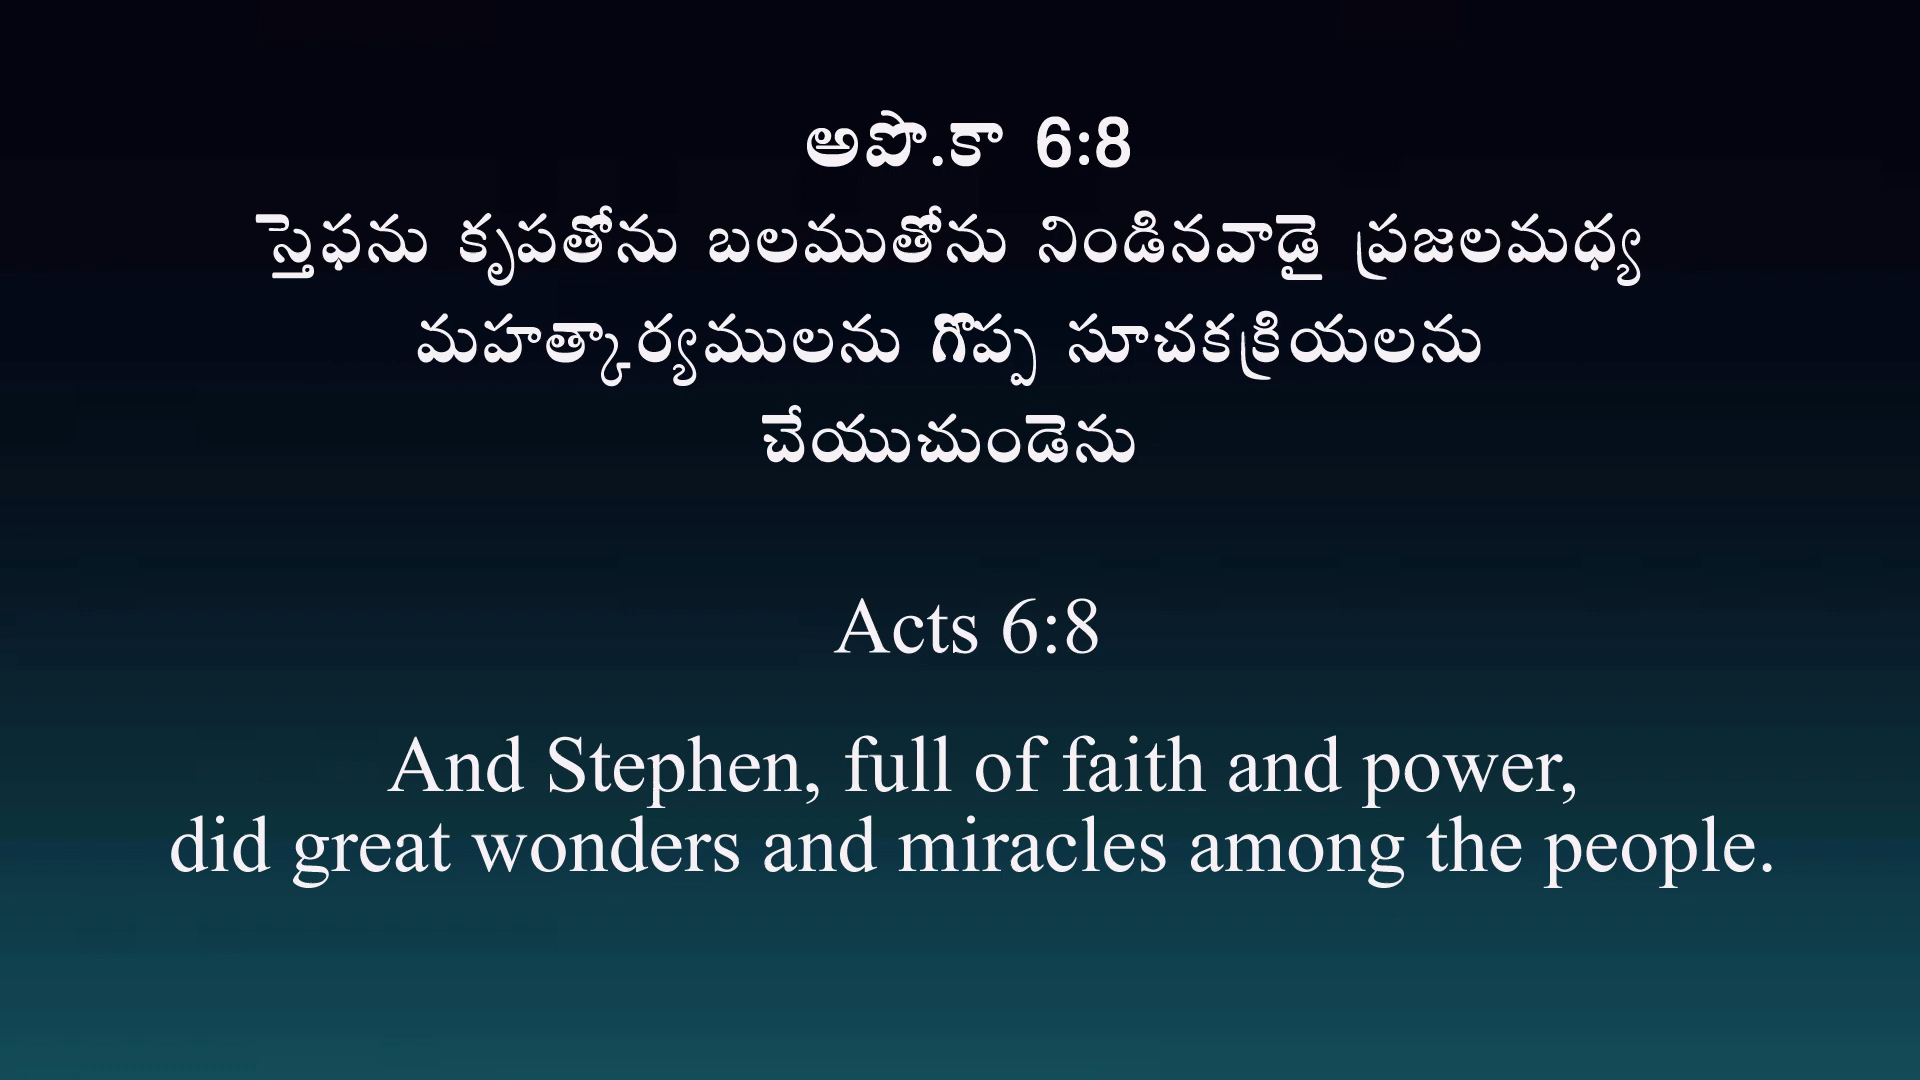 అపొ.కా 6:8
స్తెఫను కృపతోను బలముతోను నిండినవాడై ప్రజలమధ్య
మహత్కార్యములను గొప్ప సూచకక్రియలను
చేయుచుండెను
Acts 6:8
And Stephen, full of faith and power,
did great wonders and miracles among the people.